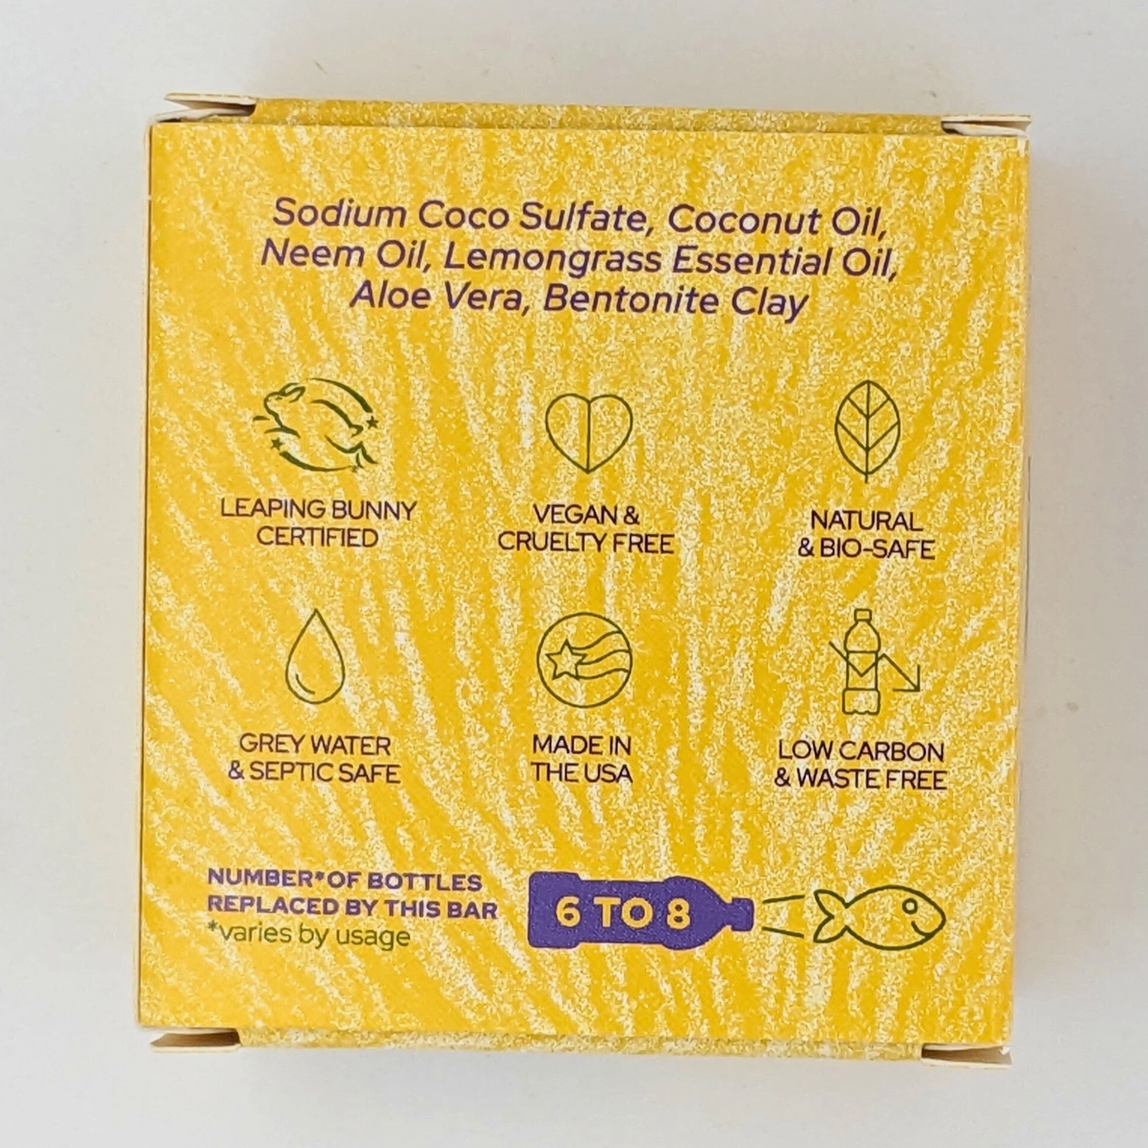 Sodium Coco Sulfate, Coconut Oil,
Neem Oil, Lemongrass Essential Oil,
Aloe Vera, Bentonite Clay
LEAPING BUNNY
CERTIFIED
VEGAN &
CRUELTY FREE
NATURAL
& BIO-SAFE
GREY WATER
& SEPTIC SAFE
MADE IN
THE USA
LOW CARBON
& WASTE FREE
NUMBER*OF BOTTLES
REPLACED BY THIS BAR
*varies by usage
6 TO 8